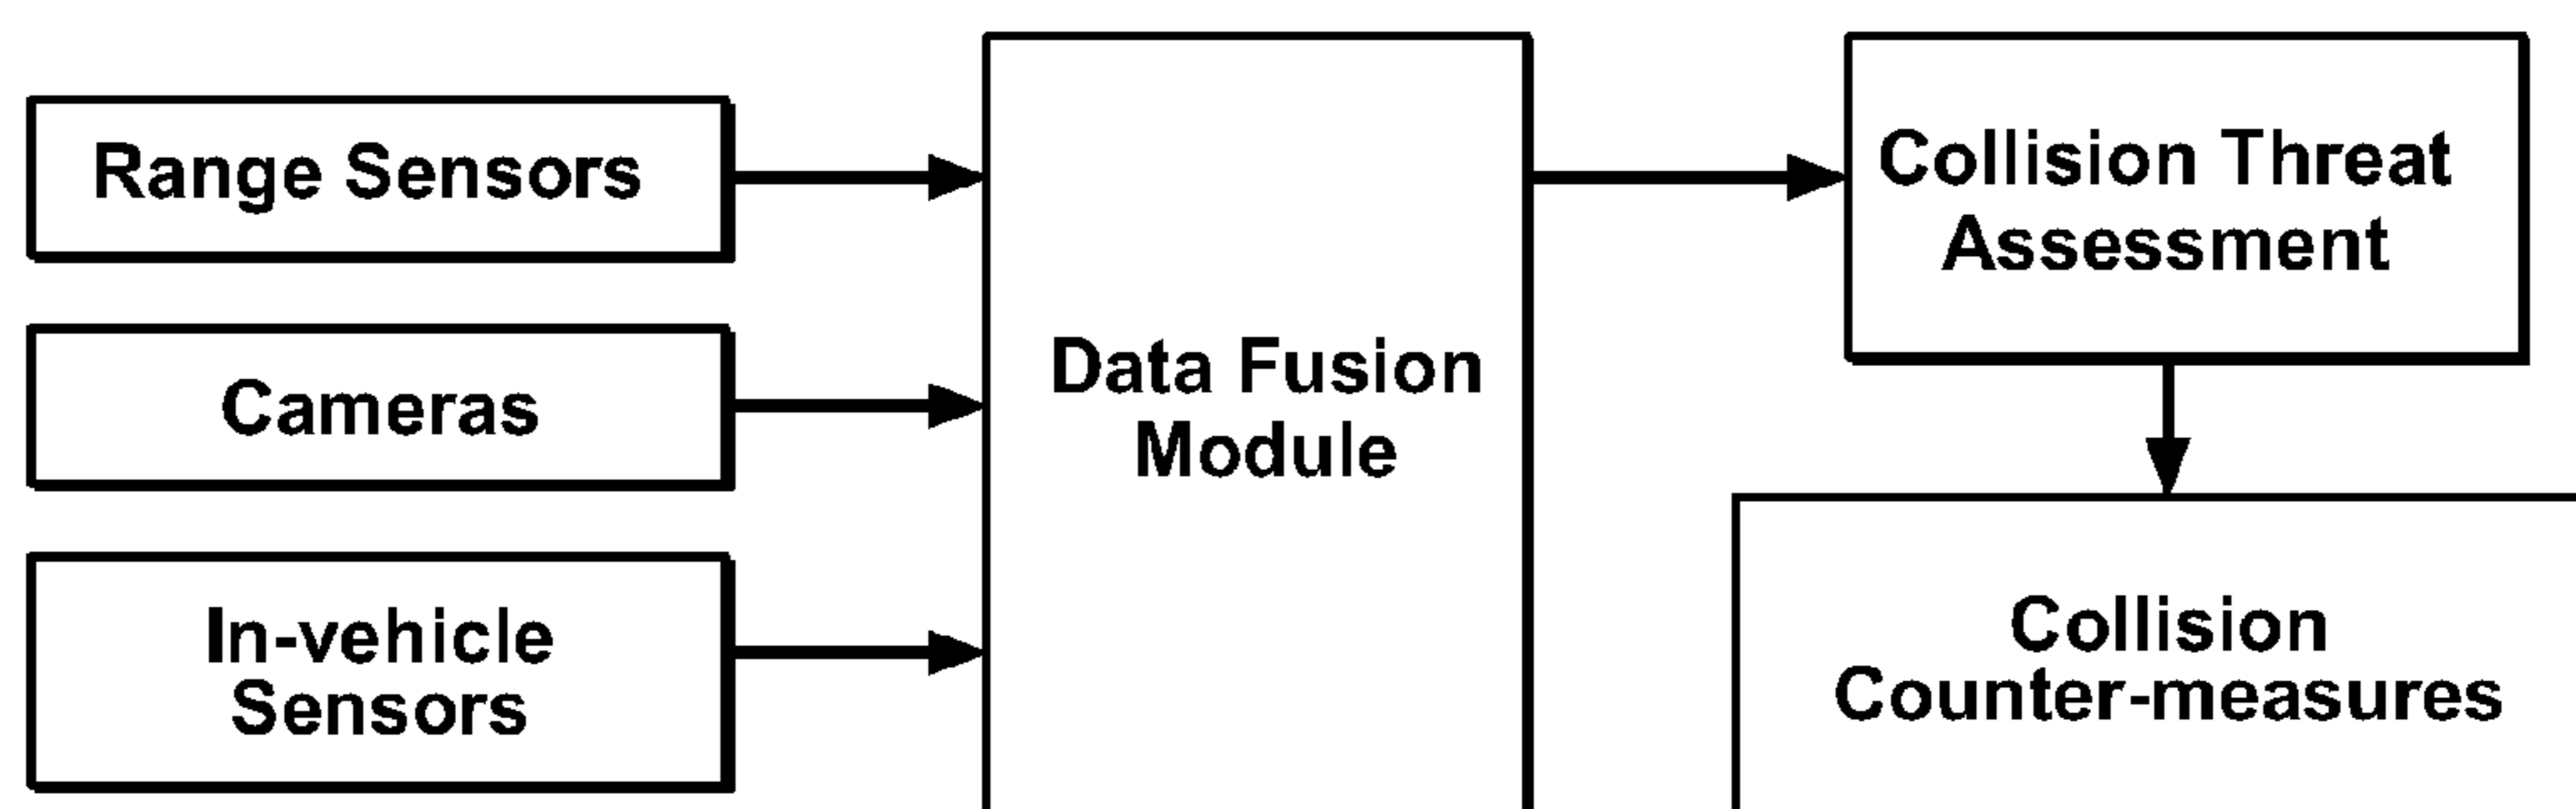 Range Sensors
Cameras
In-vehicle
Sensors
Data Fusion
Module
Collision Threat
Assessment
Collision
Counter-measures